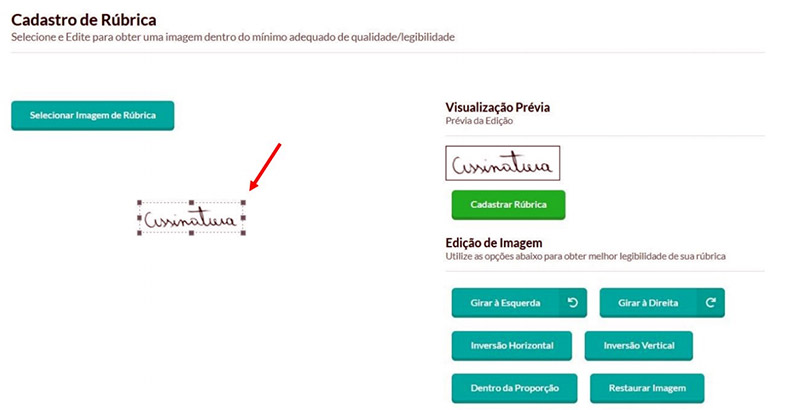 Cadastro de Rúbrica
Selecione e Edite para obter uma imagem dentro do mínimo adequado de qualidade/legibilidade
Selecionar Imagem de Rúbrica
Assinatura
Visualização Prévia
Prévia da Edição
Assinatura
Cadastrar Rúbrica
Edição de Imagem
Utilize as opções abaixo para obter melhor legibilidade de sua rúbrica
Girar à Esquerda
Girar à Direita
Inversão Horizontal
Inversão Vertical
Dentro da Proporção
Restaurar Imagem